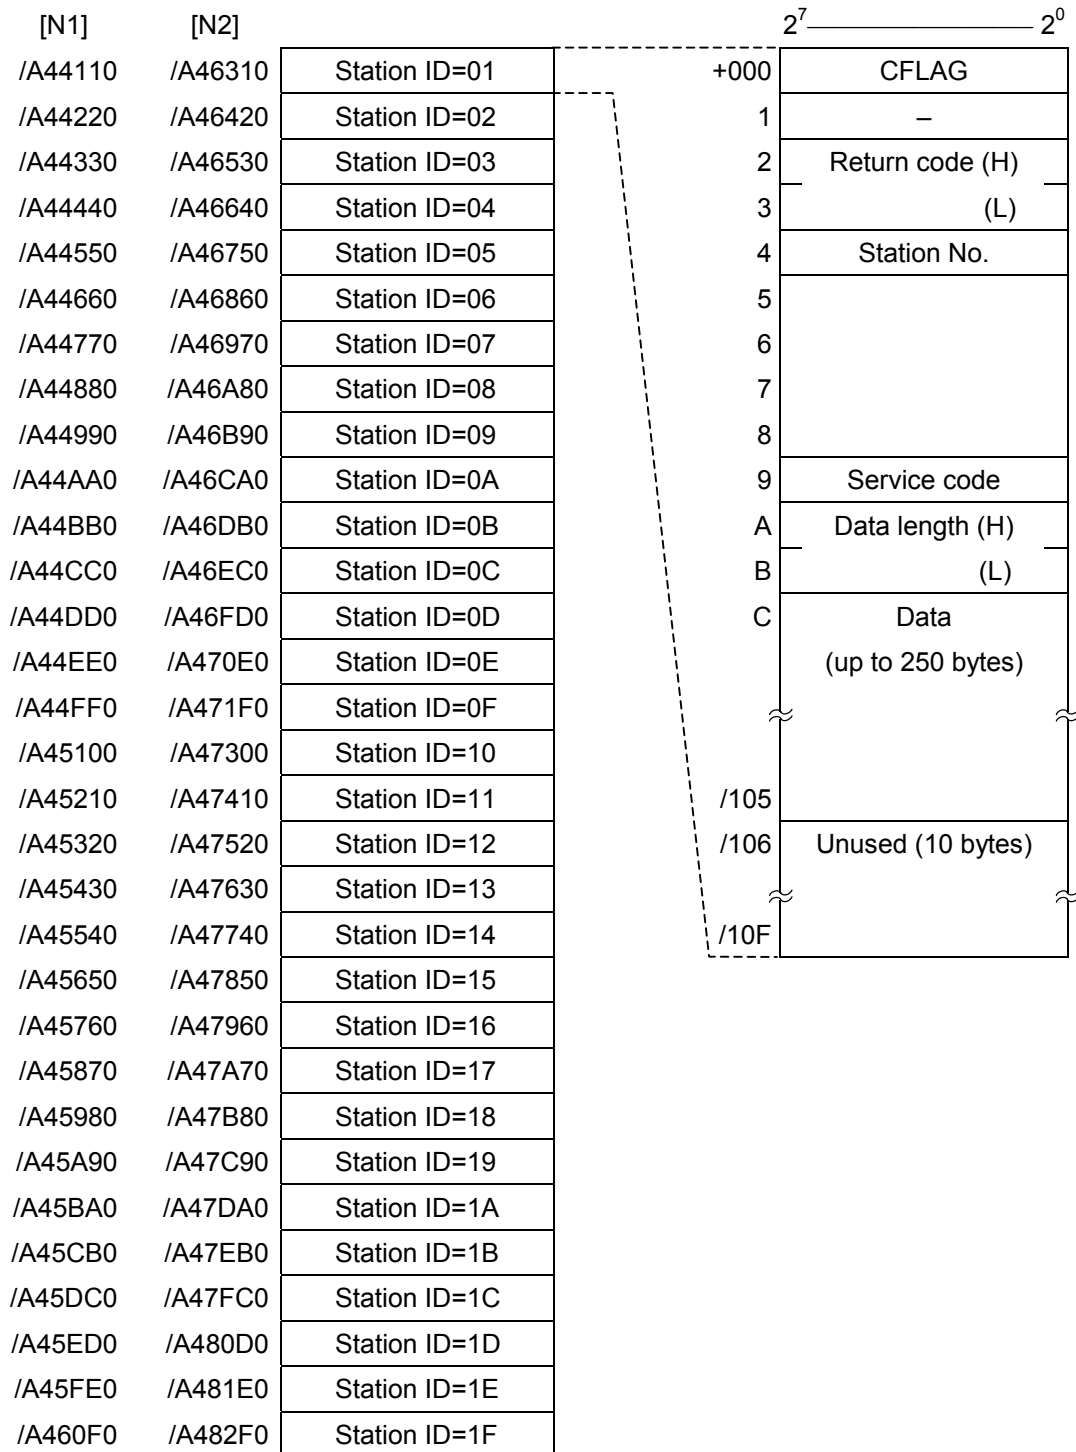 [N1] [N2] 2⁷ 2⁰
/A44110 /A46310 Station ID=01 +000 CFLAG
/A44220 /A46420 Station ID=02 1 –
/A44330 /A46530 Station ID=03 2 Return code (H)
/A44440 /A46640 Station ID=04 3 (L)
/A44550 /A46750 Station ID=05 4 Station No.
/A44660 /A46860 Station ID=06 5
/A44770 /A46970 Station ID=07 6
/A44880 /A46A80 Station ID=08 7
/A44990 /A46B90 Station ID=09 8
/A44AA0 /A46CA0 Station ID=0A 9 Service code
/A44BB0 /A46DB0 Station ID=0B A Data length (H)
/A44CC0 /A46EC0 Station ID=0C B (L)
/A44DD0 /A46FD0 Station ID=0D C Data
/A44EE0 /A470E0 Station ID=0E (up to 250 bytes)
/A44FF0 /A471F0 Station ID=0F
/A45100 /A47300 Station ID=10
/A45210 /A47410 Station ID=11 /105
/A45320 /A47520 Station ID=12 /106 Unused (10 bytes)
/A45430 /A47630 Station ID=13
/A45540 /A47740 Station ID=14 /10F
/A45650 /A47850 Station ID=15
/A45760 /A47960 Station ID=16
/A45870 /A47A70 Station ID=17
/A45980 /A47B80 Station ID=18
/A45A90 /A47C90 Station ID=19
/A45BA0 /A47DA0 Station ID=1A
/A45CB0 /A47EB0 Station ID=1B
/A45DC0 /A47FC0 Station ID=1C
/A45ED0 /A480D0 Station ID=1D
/A45FE0 /A481E0 Station ID=1E
/A460F0 /A482F0 Station ID=1F